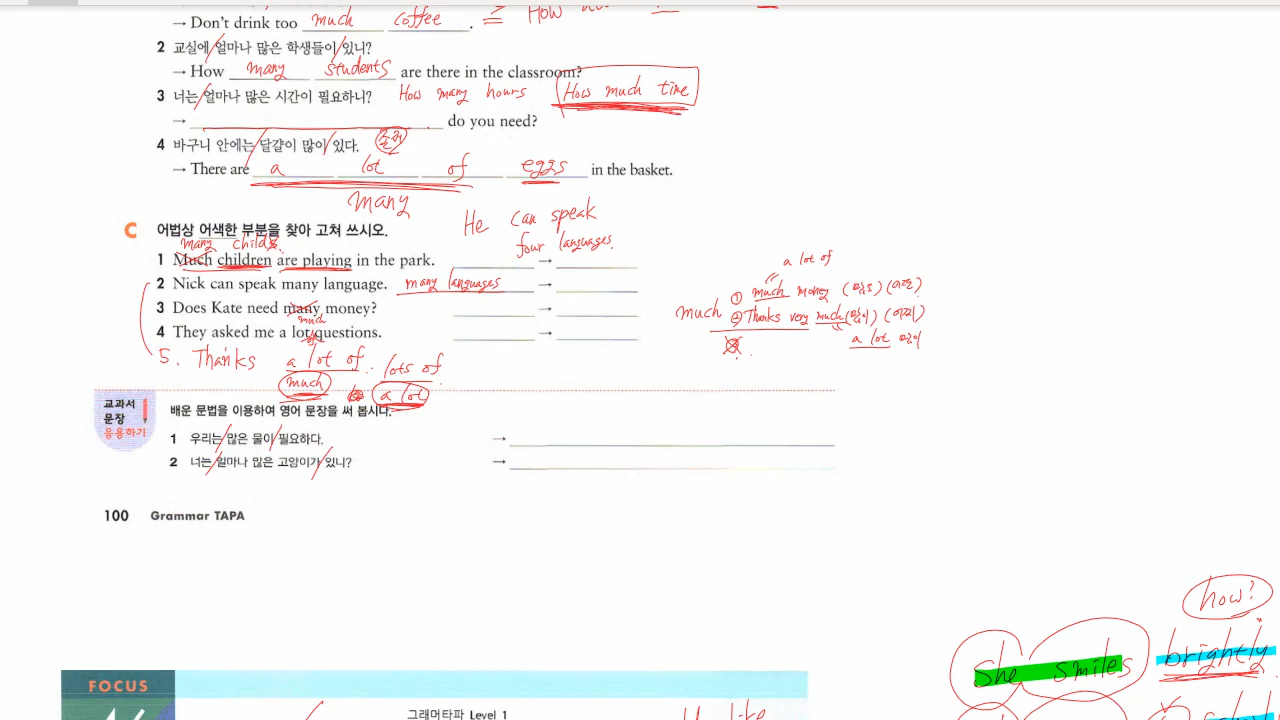 → Don't drink too much coffee.
How
2 교실에 얼마나 많은 학생들이 있니?
→ How many students are there in the classroom?
3 너는 얼마나 많은 시간이 필요하니? How many hours How much time
→ do you need?
4 바구니 안에는 달걀이 많이 있다.
→ There are a lot of eggs in the basket.
many
He can speak
four languages.
C 어법상 어색한 부분을 찾아 고쳐 쓰시오.
many child
1 Much children are playing in the park. →
2 Nick can speak many language. many languages →
3 Does Kate need many money? →
much
4 They asked me a lot questions. →
of
5. Thanks a lot of. lots of
much a lot
a lot of
much ① much money
② Thanks very much
a lot 많이
교과서
문장
응용하기
배운 문법을 이용하여 영어 문장을 써 봅시다.
1 우리는 많은 물이 필요하다. →
2 너는 얼마나 많은 고양이가 있니? →
100 Grammar TAPA
how?
she smiles brightly
FOCUS
그래머타파 Level 1
like